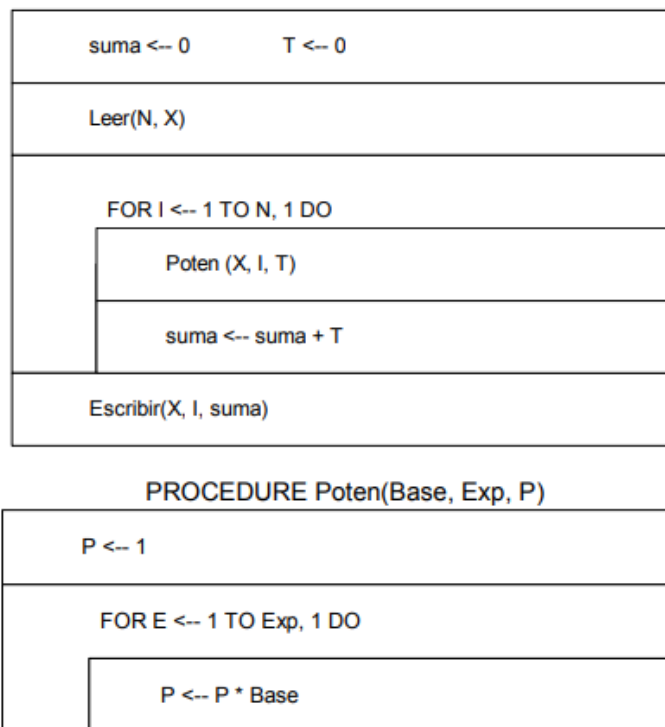 suma <-- 0 T <-- 0
Leer(N, X)
FOR I <-- 1 TO N, 1 DO
Poten (X, I, T)
suma <-- suma + T
Escribir(X, I, suma)
PROCEDURE Poten(Base, Exp, P)
P <-- 1
FOR E <-- 1 TO Exp, 1 DO
P <-- P * Base